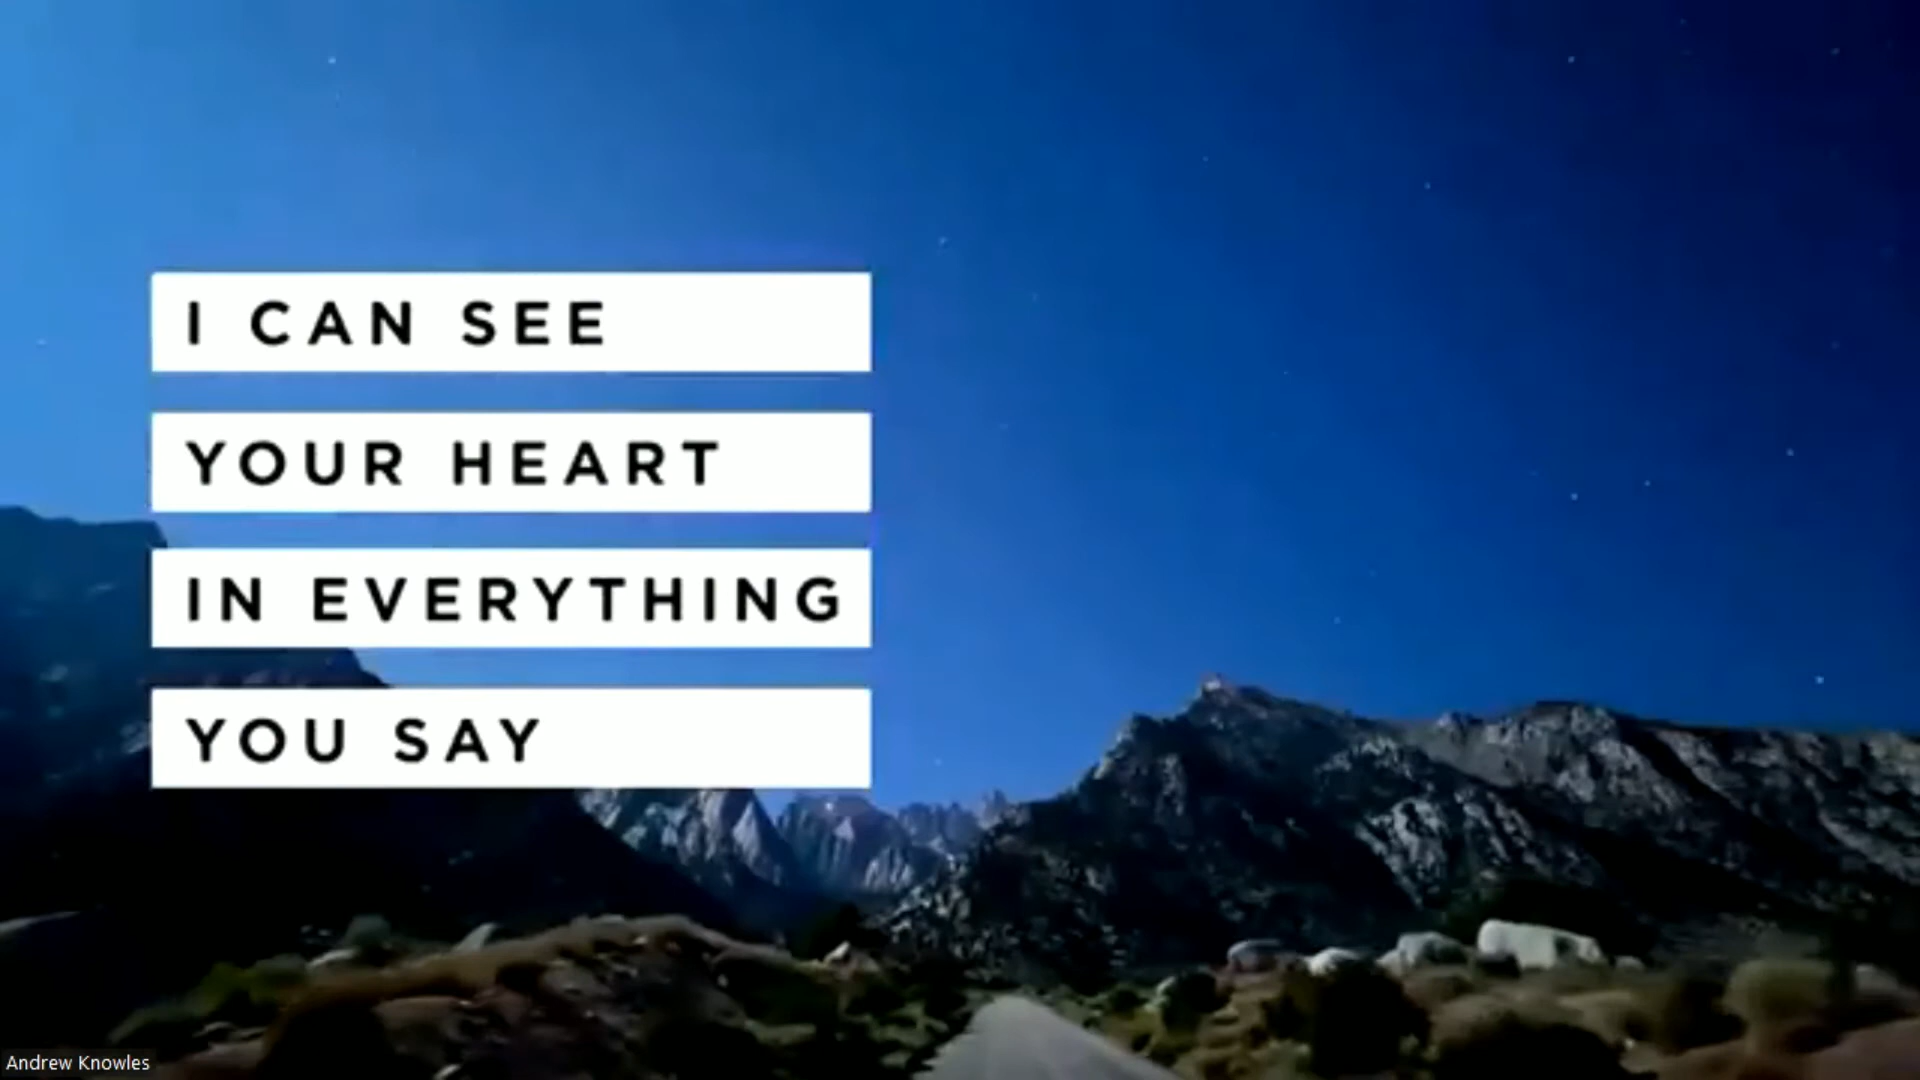 I CAN SEE
YOUR HEART
IN EVERYTHING
YOU SAY
Andrew Knowles